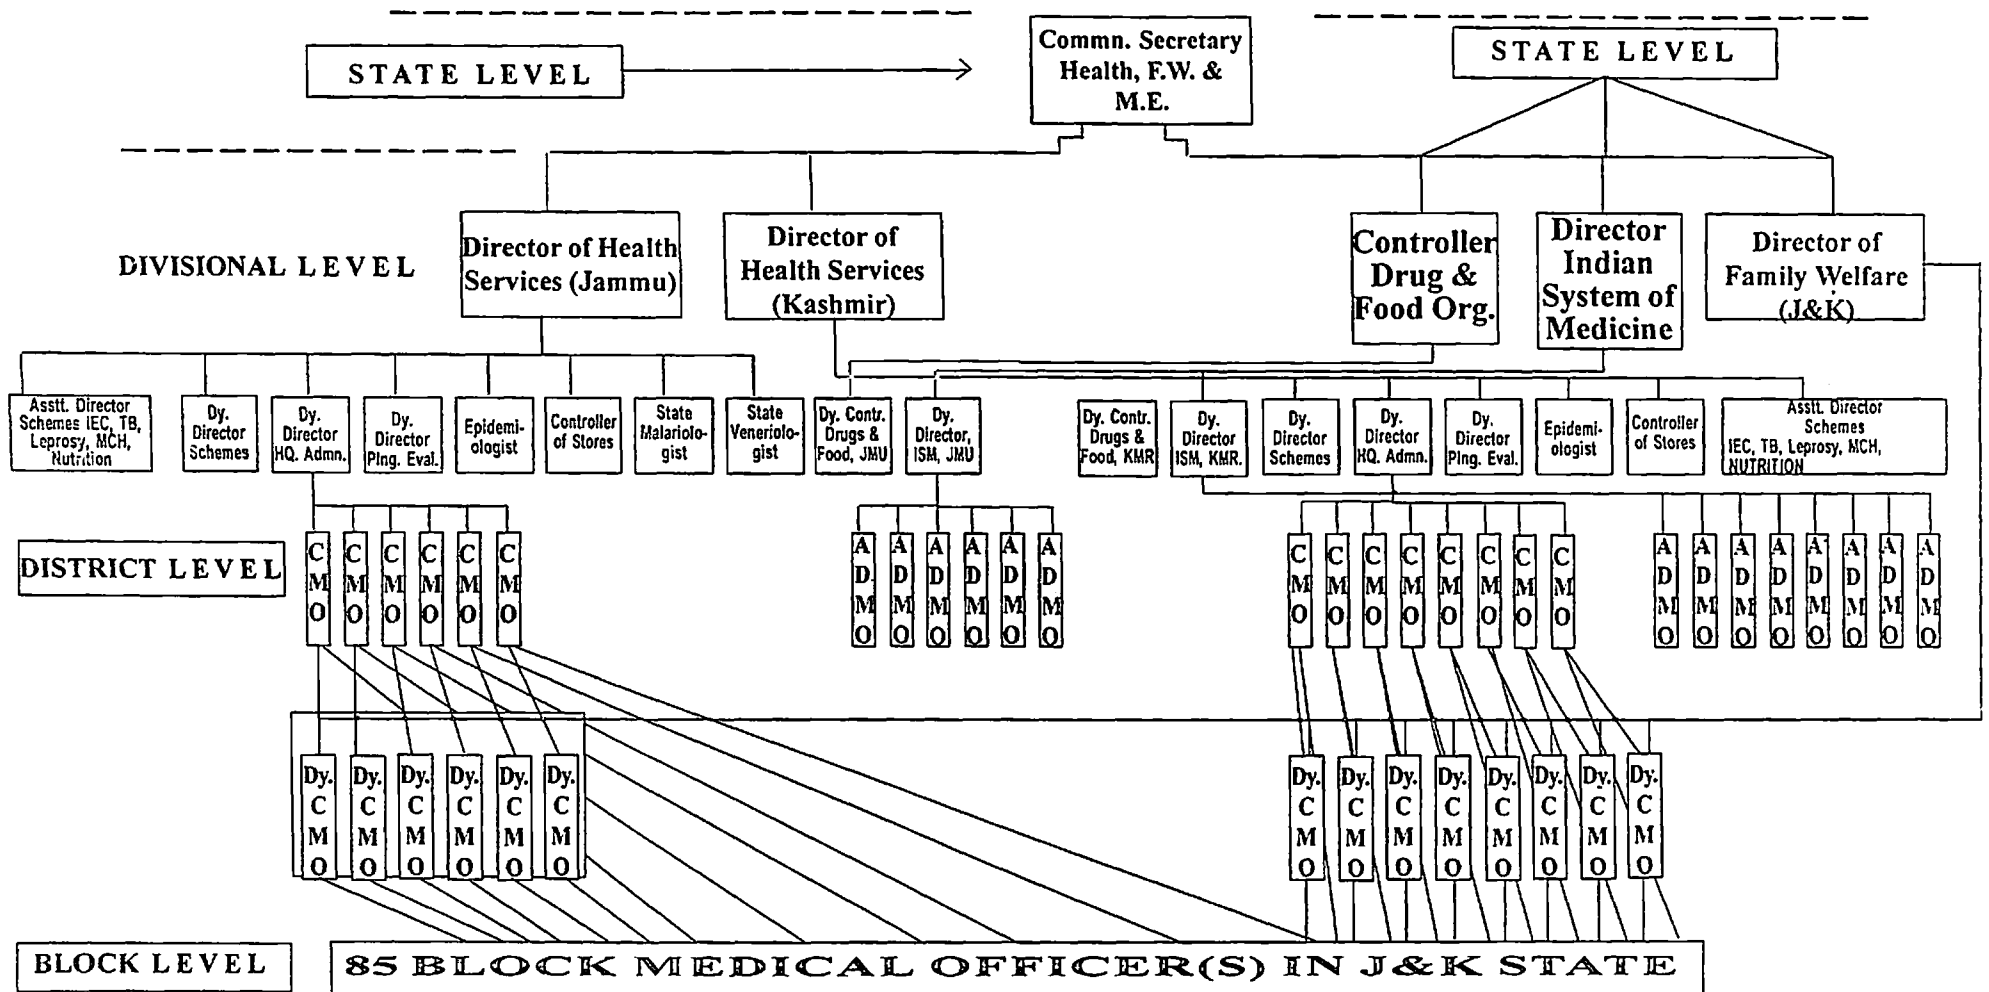 STATE LEVEL
Commn. Secretary
Health, F.W. &
M.E.
STATE LEVEL
DIVISIONAL LEVEL
Director of Health
Services (Jammu)
Director of
Health Services
(Kashmir)
Controller
Drug &
Food Org.
Director
Indian
System of
Medicine
Director of
Family Welfare
(J&K)
Asstt. Director
Schemes IEC, TB,
Leprosy, MCH,
Nutrition
Dy.
Director
Schemes
Dy.
Director
HQ. Admn.
Dy.
Director
Plng. Eval.
Epidemi-
ologist
Controller
of Stores
State
Malariolo-
gist
State
Veneriolo-
gist
Dy. Contr.
Drugs &
Food, JMU
Dy.
Director,
ISM, JMU
Dy. Contr.
Drugs &
Food, KMR
Dy.
Director
ISM, KMR.
Dy.
Director
Schemes
Dy.
Director
HQ. Admn.
Dy.
Director
Plng. Eval.
Epidemi-
ologist
Controller
of Stores
Asstt. Director
Schemes
IEC, TB, Leprosy, MCH,
NUTRITION
DISTRICT LEVEL
CMO
CMO
CMO
CMO
CMO
CMO
ADMO
ADMO
ADMO
ADMO
ADMO
ADMO
CMO
CMO
CMO
CMO
CMO
CMO
CMO
CMO
ADMO
ADMO
ADMO
ADMO
ADMO
ADMO
ADMO
ADMO
Dy. CMO
Dy. CMO
Dy. CMO
Dy. CMO
Dy. CMO
Dy. CMO
Dy. CMO
Dy. CMO
Dy. CMO
Dy. CMO
Dy. CMO
Dy. CMO
Dy. CMO
Dy. CMO
BLOCK LEVEL
85 BLOCK MEDICAL OFFICER(S) IN J&K STATE